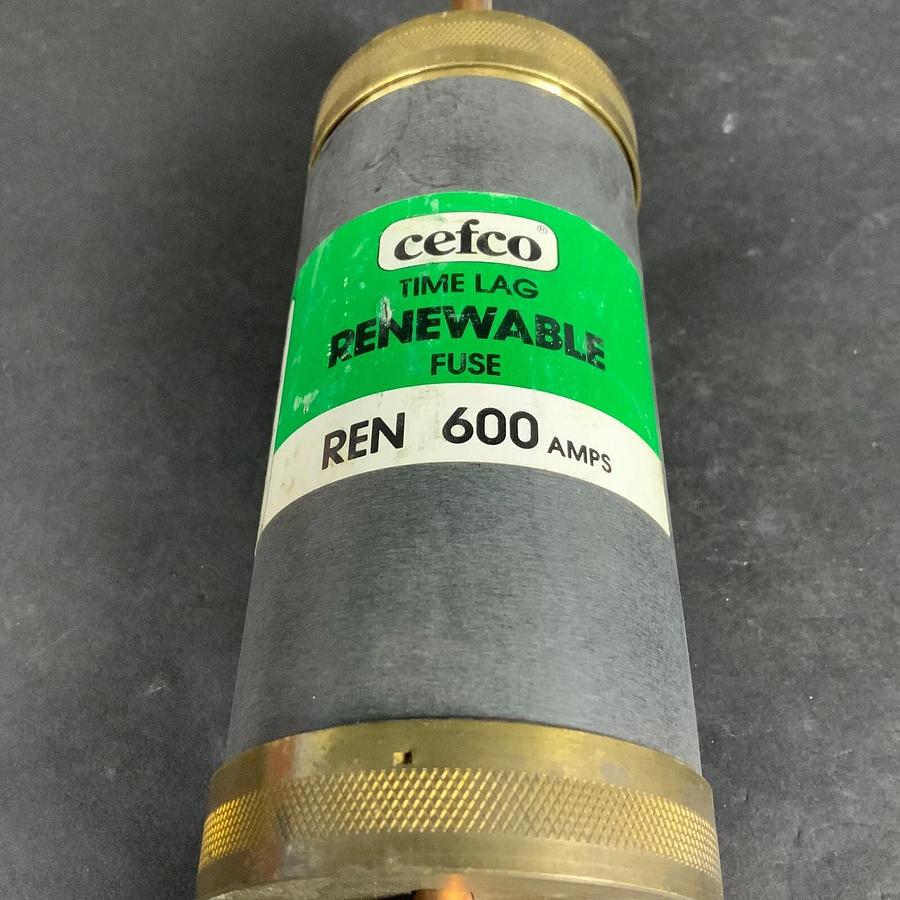 cefco®
TIME LAG
RENEWABLE
FUSE
REN 600 AMPS